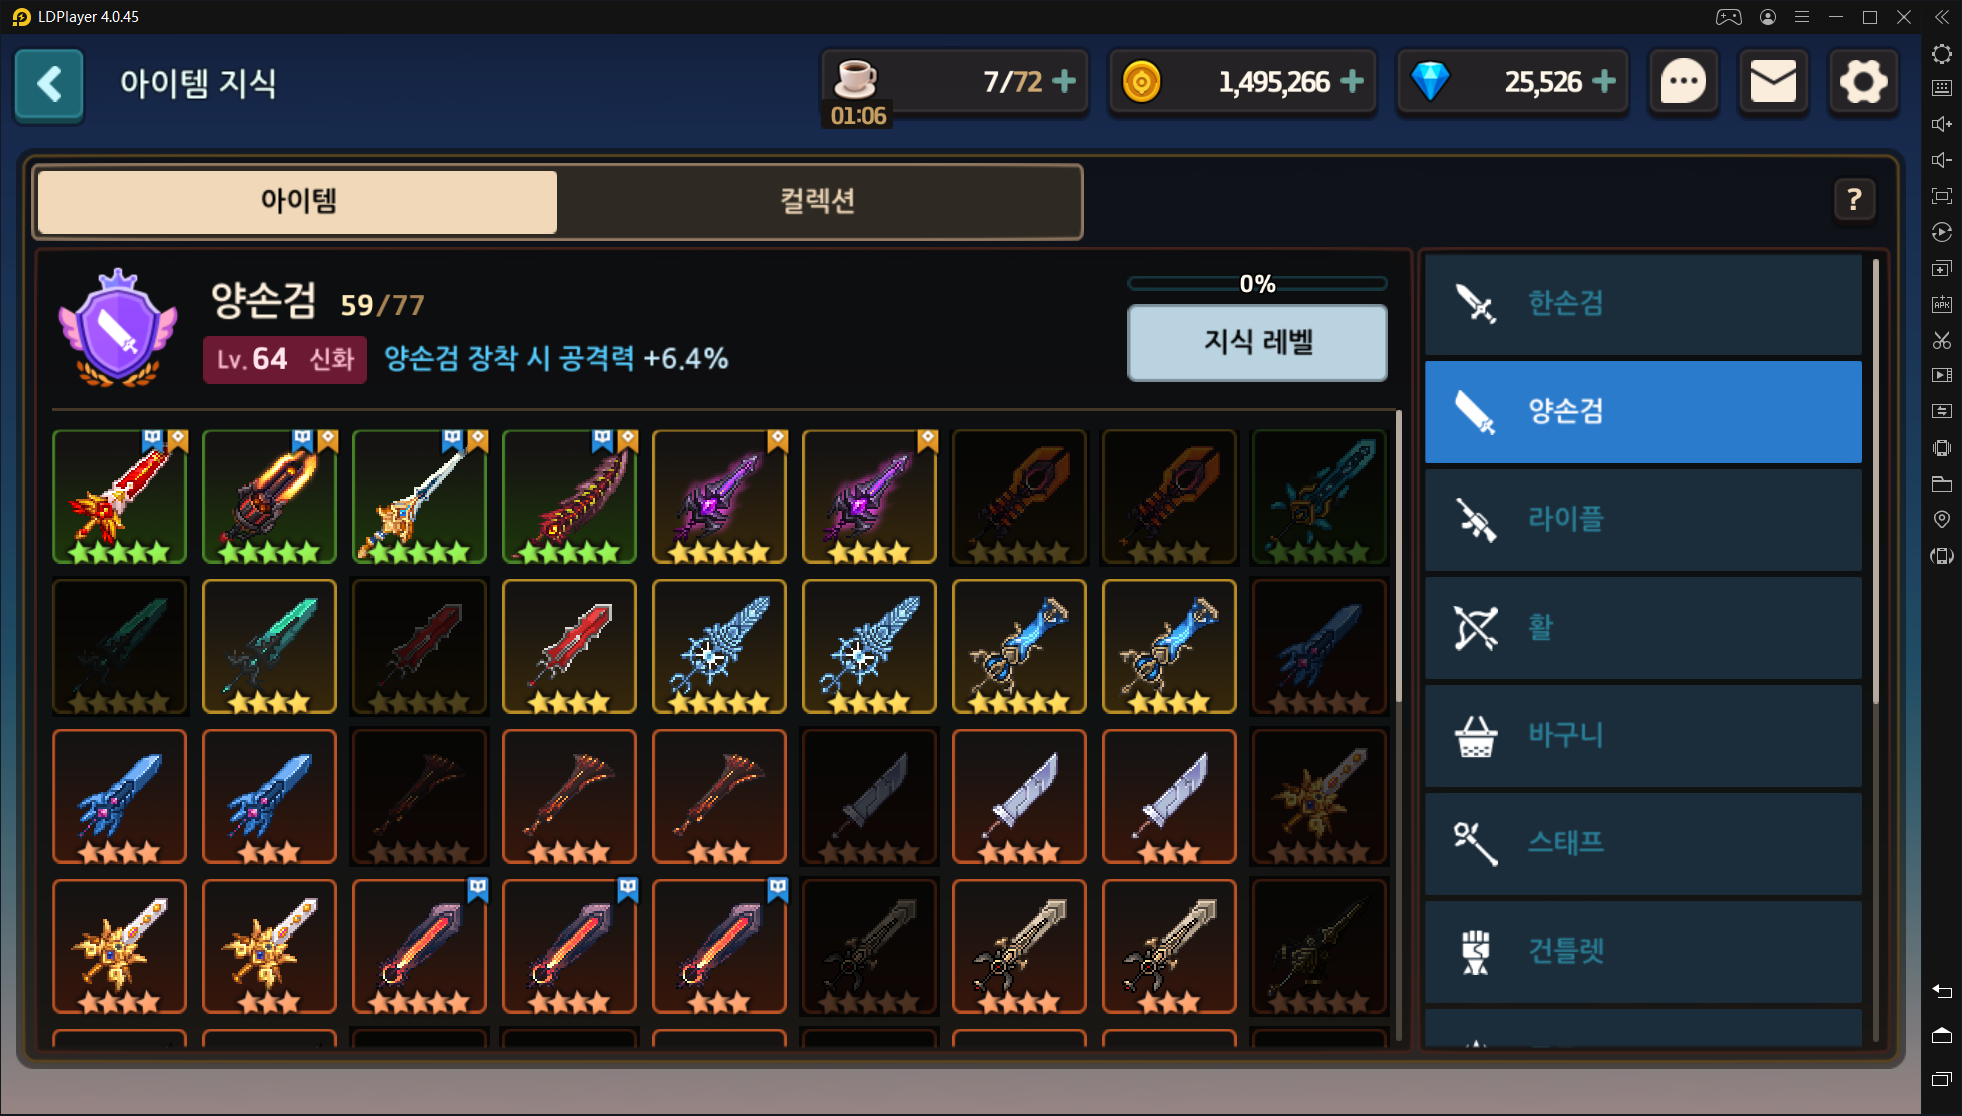 LDPlayer 4.0.45
아이템 지식
7/72
01:06
1,495,266
25,526
아이템
컬렉션
?
양손검 59/77
Lv.64 신화
양손검 장착 시 공격력 +6.4%
0%
지식 레벨
한손검
양손검
라이플
활
바구니
스태프
건틀렛